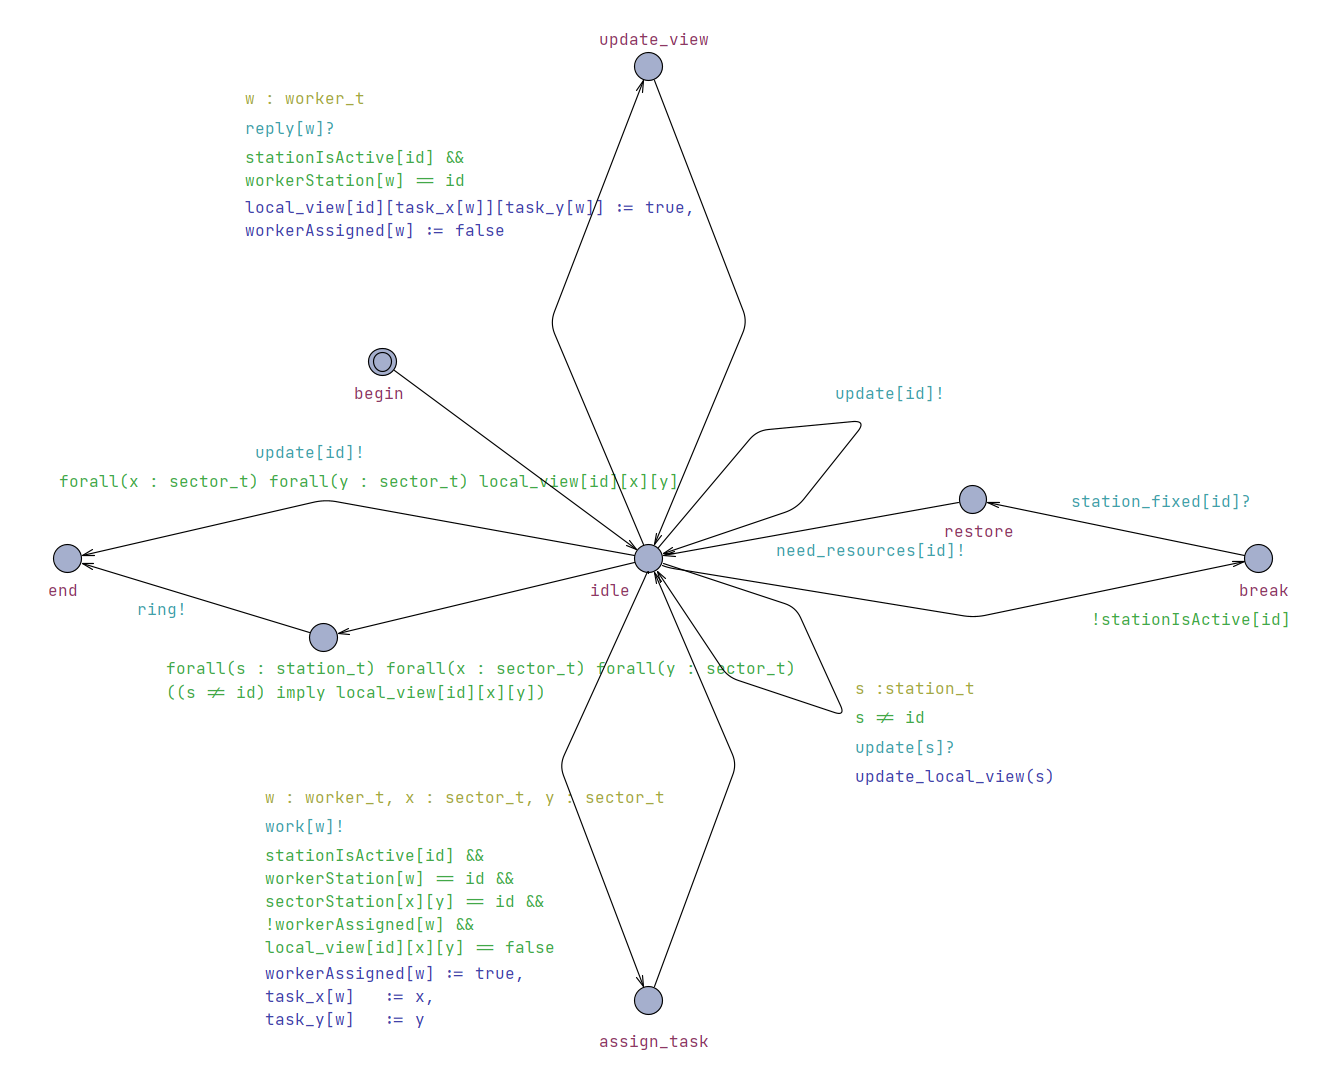 update_view
w : worker_t
reply[w]?
stationIsActive[id] &&
workerStation[w] == id
local_view[id][task_x[w]][task_y[w]] := true,
workerAssigned[w] := false
begin
update[id]!
update[id]!
forall(x : sector_t) forall(y : sector_t) local_view[id][x][y]
station_fixed[id]?
restore
need_resources[id]!
end
idle
break
ring!
!stationIsActive[id]
forall(s : station_t) forall(x : sector_t) forall(y : sector_t)
((s ≠ id) imply local_view[id][x][y])
s :station_t
s ≠ id
update[s]?
update_local_view(s)
w : worker_t, x : sector_t, y : sector_t
work[w]!
stationIsActive[id] &&
workerStation[w] == id &&
sectorStation[x][y] == id &&
!workerAssigned[w] &&
local_view[id][x][y] == false
workerAssigned[w] := true,
task_x[w]   := x,
task_y[w]   := y
assign_task